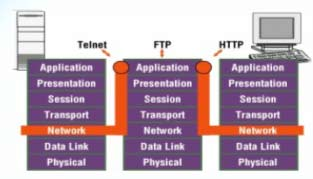 Telnet FTP HTTP
Application Application Application
Presentation Presentation Presentation
Session Session Session
Transport Transport Transport
Network Network Network
Data Link Data Link Data Link
Physical Physical Physical